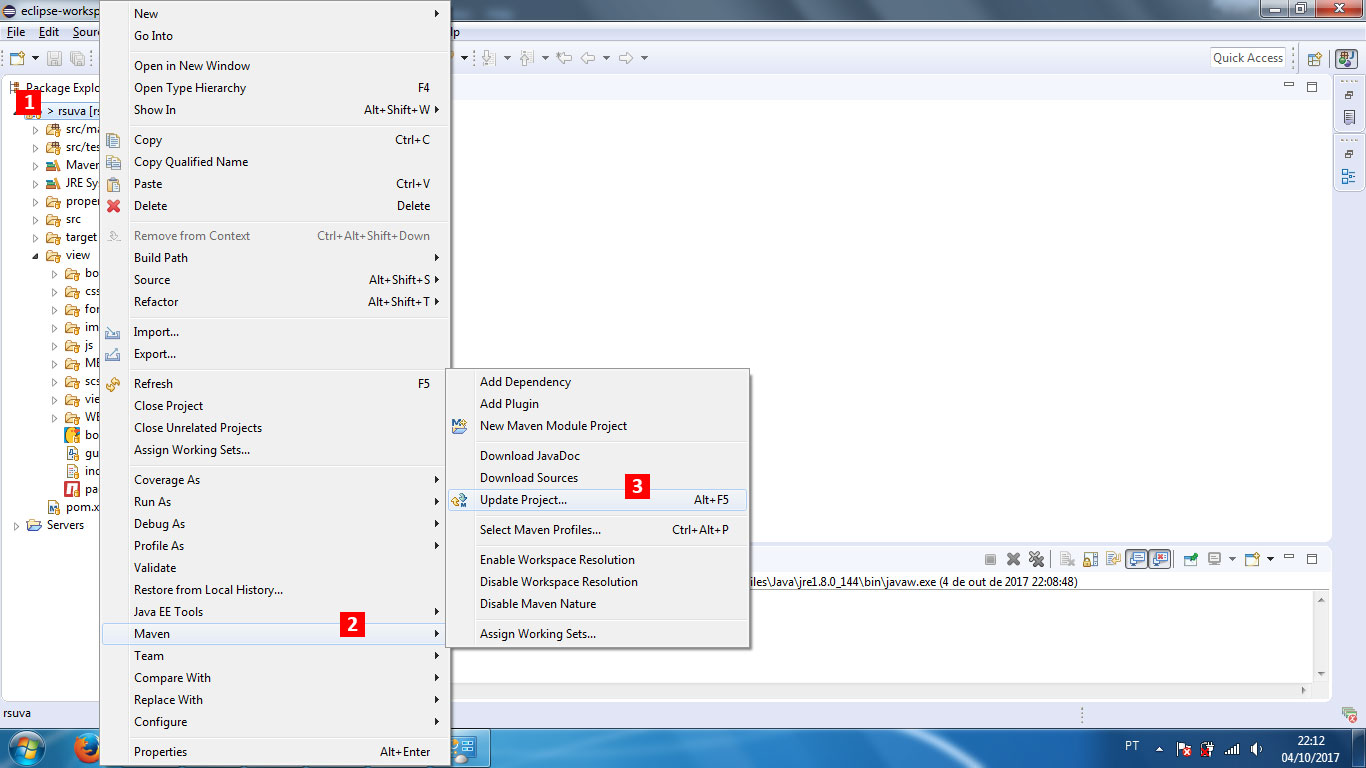 eclipse-worksp
File Edit Sourc
lp
Quick Access
Package Explo
1
> rsuva [rs
src/ma
src/tes
Maven
JRE Sy
proper
src
target
view
bo
css
for
im
js
ME
scs
vie
WE
bo
gu
inc
pa
pom.x
Servers
New
Go Into
Open in New Window
Open Type Hierarchy F4
Show In Alt+Shift+W
Copy Ctrl+C
Copy Qualified Name
Paste Ctrl+V
Delete Delete
Remove from Context Ctrl+Alt+Shift+Down
Build Path
Source Alt+Shift+S
Refactor Alt+Shift+T
Import...
Export...
Refresh F5
Close Project
Close Unrelated Projects
Assign Working Sets...
Coverage As
Run As
Debug As
Profile As
Validate
Restore from Local History...
Java EE Tools
2
Maven
Team
Compare With
Replace With
Configure
Properties Alt+Enter
Add Dependency
Add Plugin
New Maven Module Project
Download JavaDoc
Download Sources
3
Update Project... Alt+F5
Select Maven Profiles... Ctrl+Alt+P
Enable Workspace Resolution
Disable Workspace Resolution
Disable Maven Nature
Assign Working Sets...
iles\Java\jre1.8.0_144\bin\javaw.exe (4 de out de 2017 22:08:48)
rsuva
PT
22:12
04/10/2017